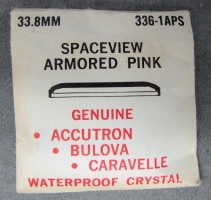 33.8MM 336-1APS
SPACEVIEW
ARMORED PINK
GENUINE
• ACCUTRON
• BULOVA
• CARAVELLE
WATERPROOF CRYSTAL